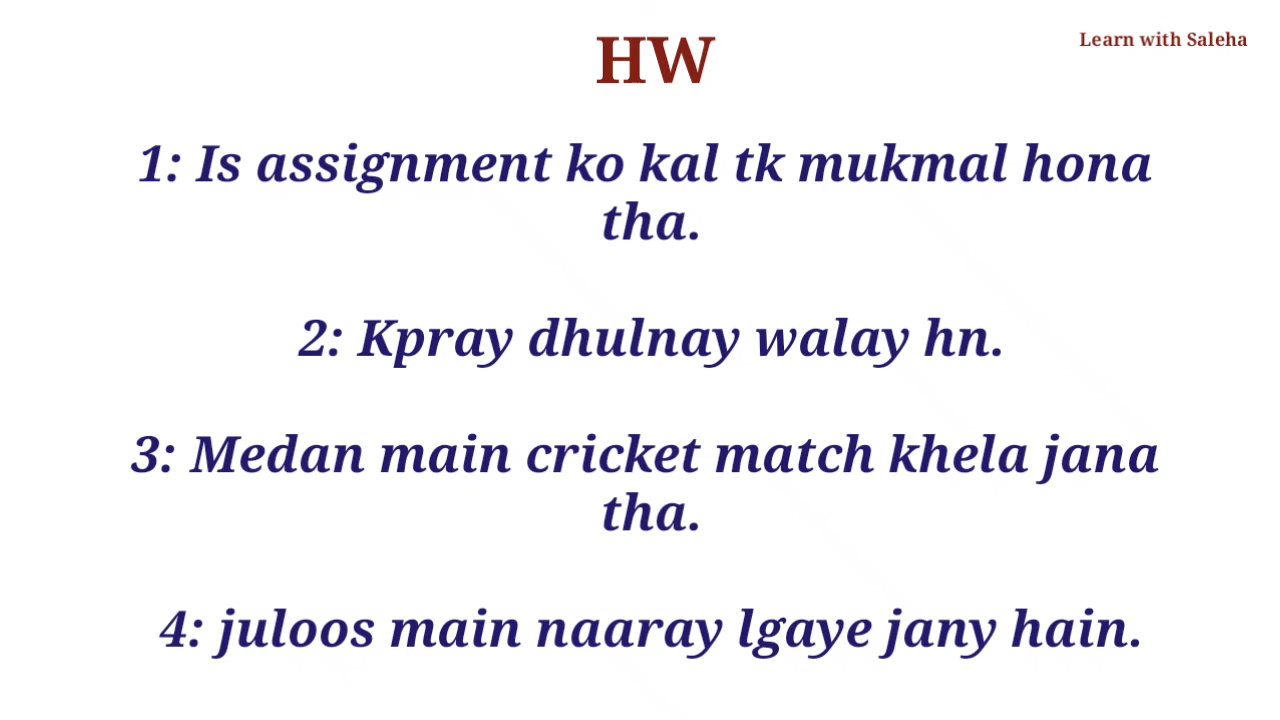 HW
Learn with Saleha
1: Is assignment ko kal tk mukmal hona
tha.
2: Kpray dhulnay walay hn.
3: Medan main cricket match khela jana
tha.
4: juloos main naaray lgaye jany hain.